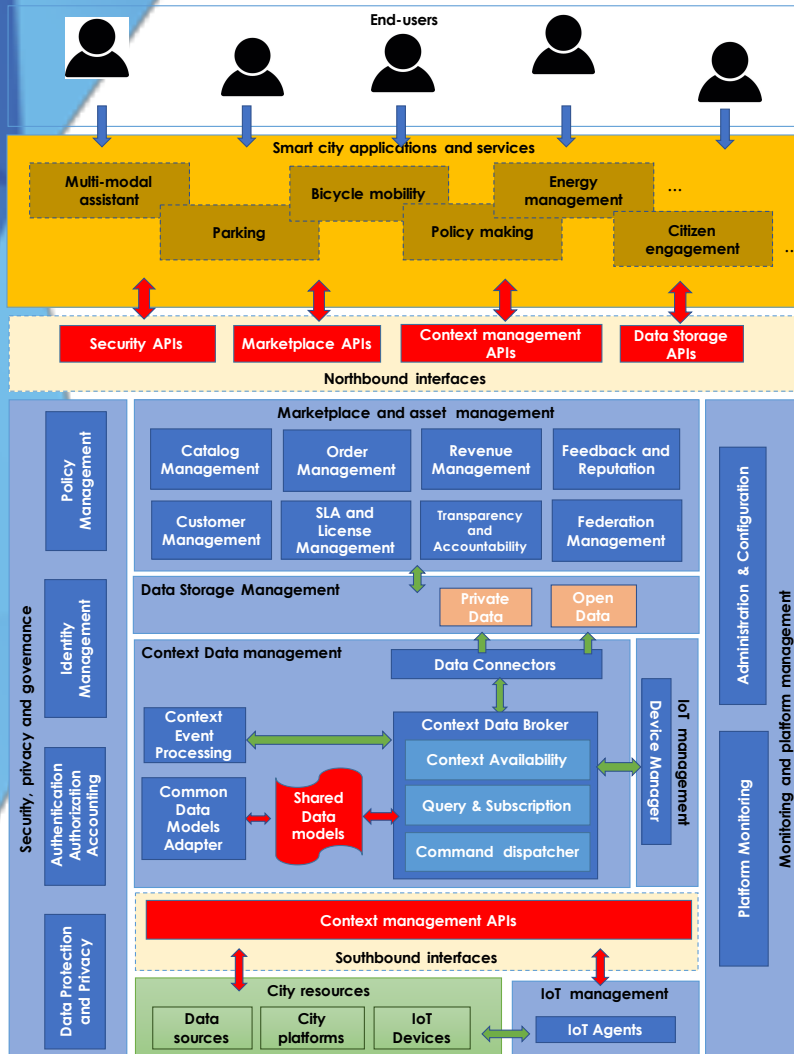 End-users
Smart city applications and services
Multi-modal
assistant
Bicycle mobility
Energy
management
...
Parking
Policy making
Citizen
engagement
...
Security APIs
Marketplace APIs
Context management
APIs
Data Storage
APIs
Northbound interfaces
Security, privacy and governance
Policy
Management
Identity
Management
Authentication
Authorization
Accounting
Data Protection
and Privacy
Marketplace and asset management
Catalog
Management
Order
Management
Revenue
Management
Feedback and
Reputation
Customer
Management
SLA and
License
Management
Transparency
and
Accountability
Federation
Management
Data Storage Management
Private
Data
Open
Data
Context Data management
Data Connectors
Context
Event
Processing
Context Data Broker
Context Availability
Query & Subscription
Command dispatcher
Common
Data
Models
Adapter
Shared
Data
models
Device Manager
IoT management
Administration & Configuration
Platform Monitoring
Monitoring and platform management
Context management APIs
Southbound interfaces
City resources
Data
sources
City
platforms
IoT
Devices
IoT management
IoT Agents